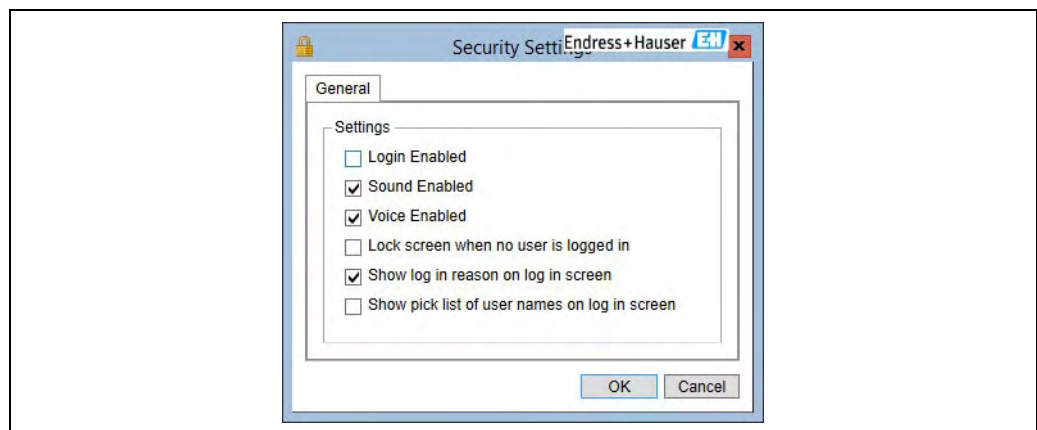 Security Setti
Endress+Hauser EH
General
Settings
Login Enabled
Sound Enabled
Voice Enabled
Lock screen when no user is logged in
Show log in reason on log in screen
Show pick list of user names on log in screen
OK
Cancel